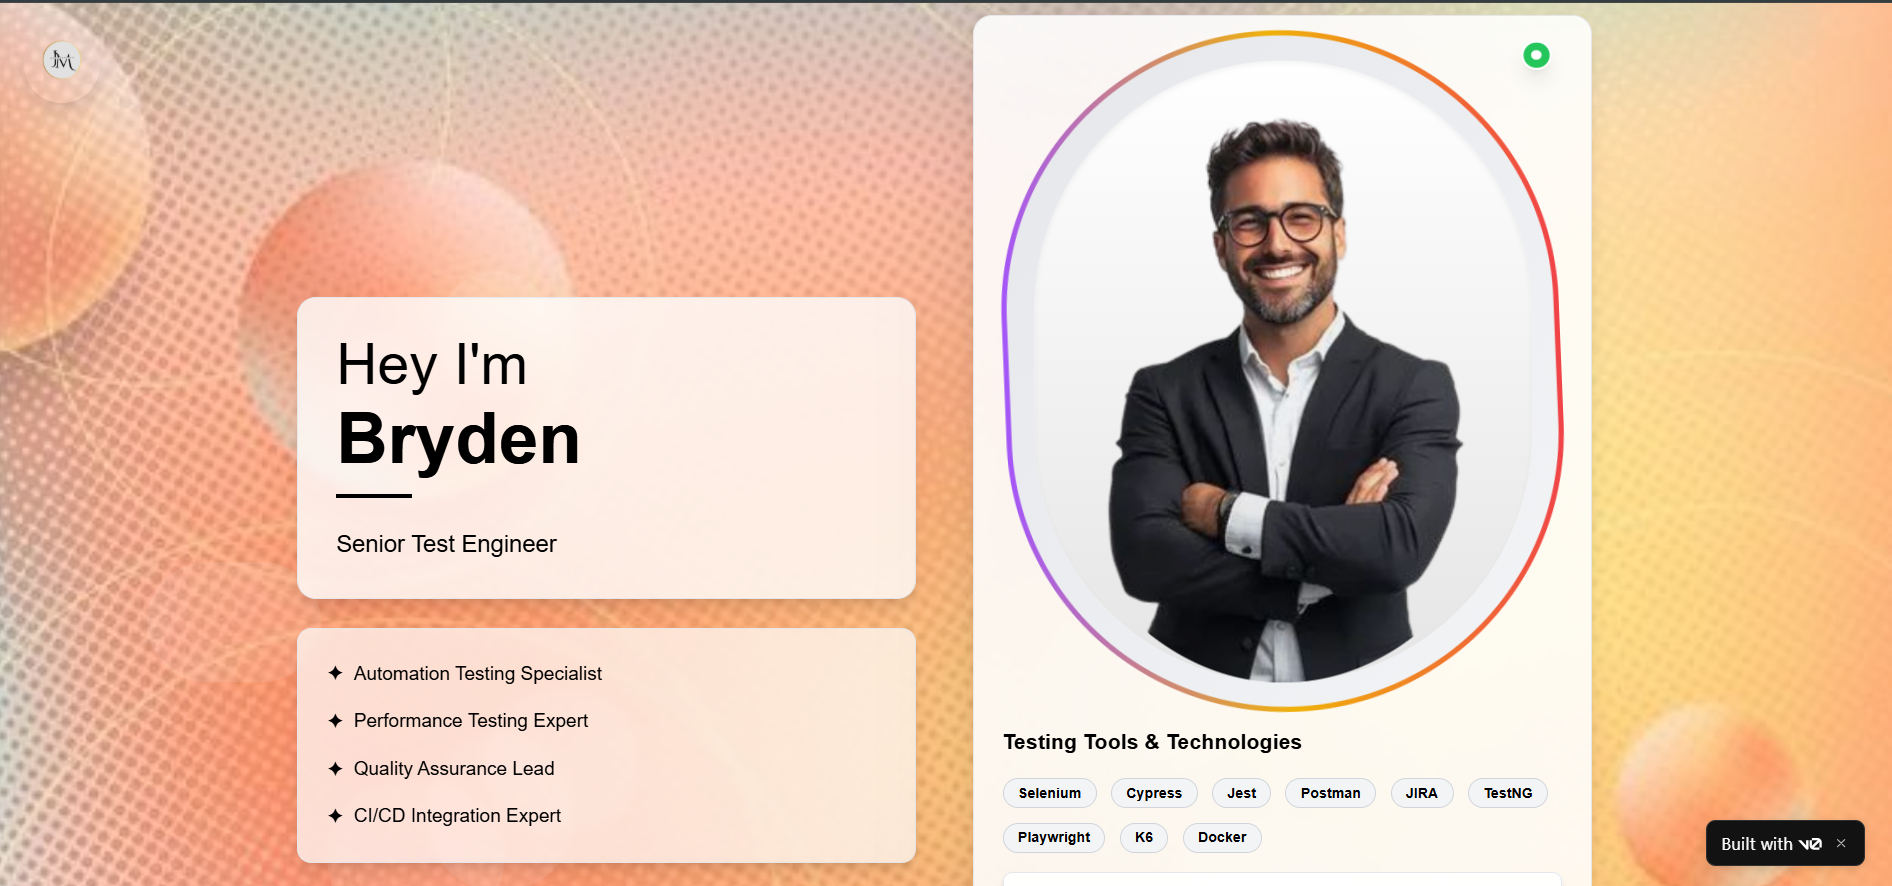 JM
Hey I'm
Bryden
Senior Test Engineer
Automation Testing Specialist
Performance Testing Expert
Quality Assurance Lead
CI/CD Integration Expert
Testing Tools & Technologies
Selenium Cypress Jest Postman JIRA TestNG
Playwright K6 Docker
Built with v0